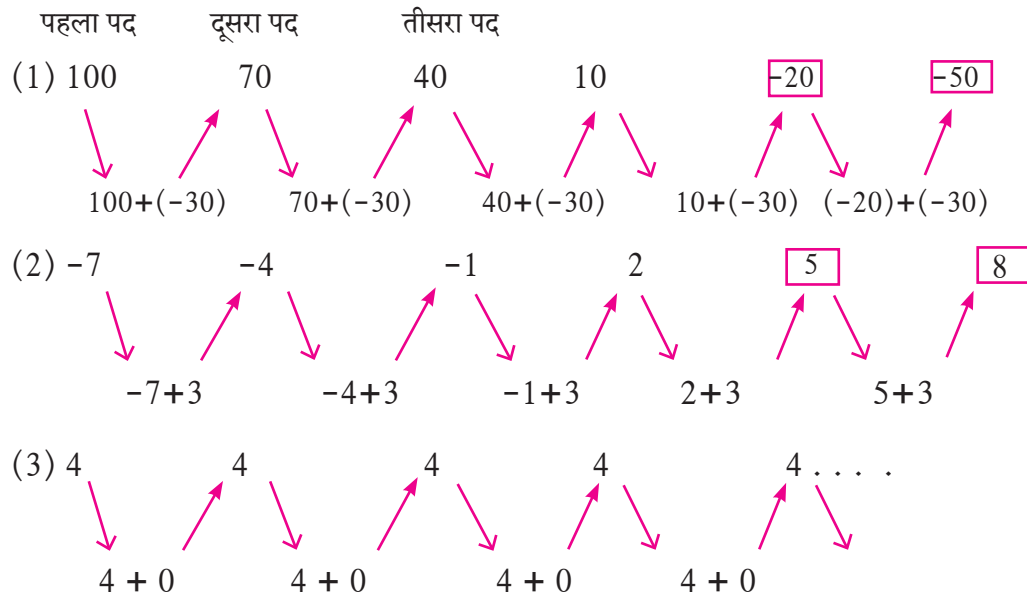 पहला पद दूसरा पद तीसरा पद
(1) 100 70 40 10 -20 -50
100+(-30) 70+(-30) 40+(-30) 10+(-30) (-20)+(-30)
(2) -7 -4 -1 2 5 8
-7+3 -4+3 -1+3 2+3 5+3
(3) 4 4 4 4 4 . . . .
4 + 0 4 + 0 4 + 0 4 + 0